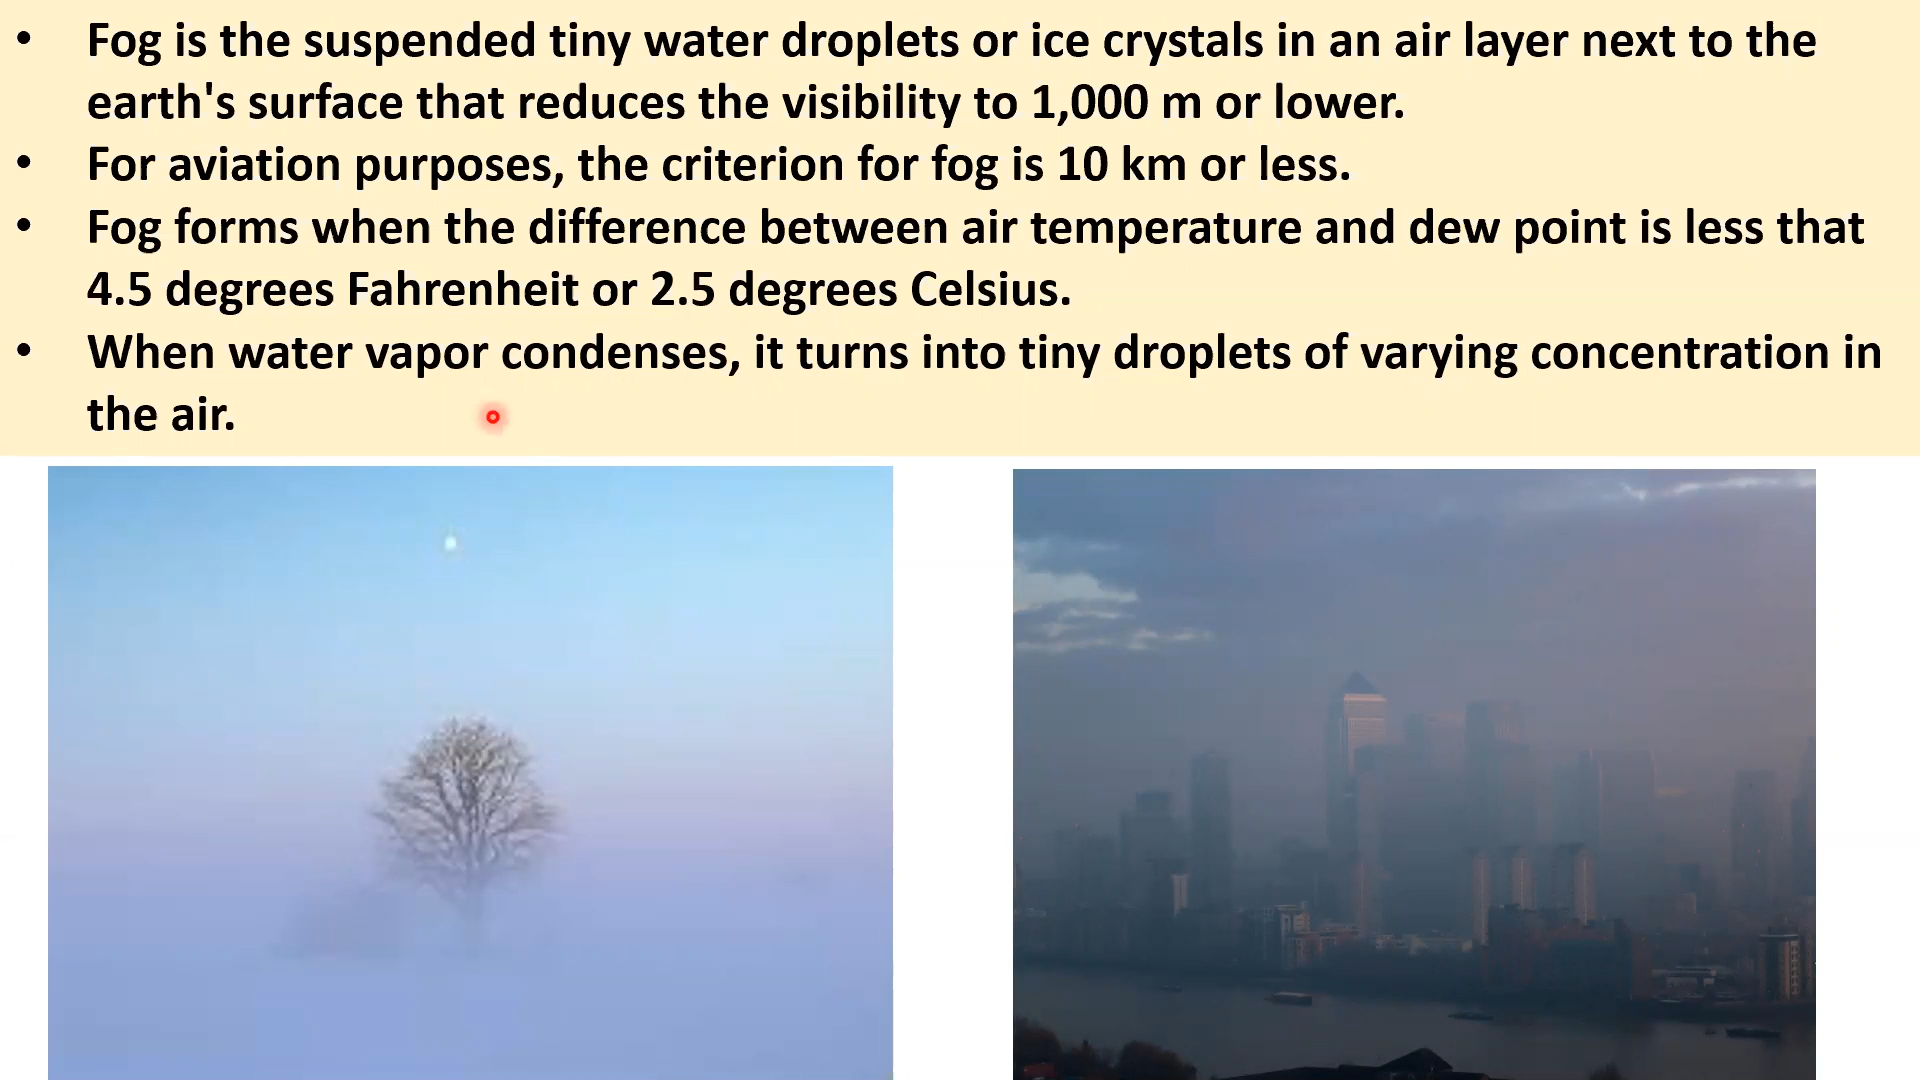 • Fog is the suspended tiny water droplets or ice crystals in an air layer next to the
earth's surface that reduces the visibility to 1,000 m or lower.
• For aviation purposes, the criterion for fog is 10 km or less.
• Fog forms when the difference between air temperature and dew point is less that
4.5 degrees Fahrenheit or 2.5 degrees Celsius.
• When water vapor condenses, it turns into tiny droplets of varying concentration in
the air.